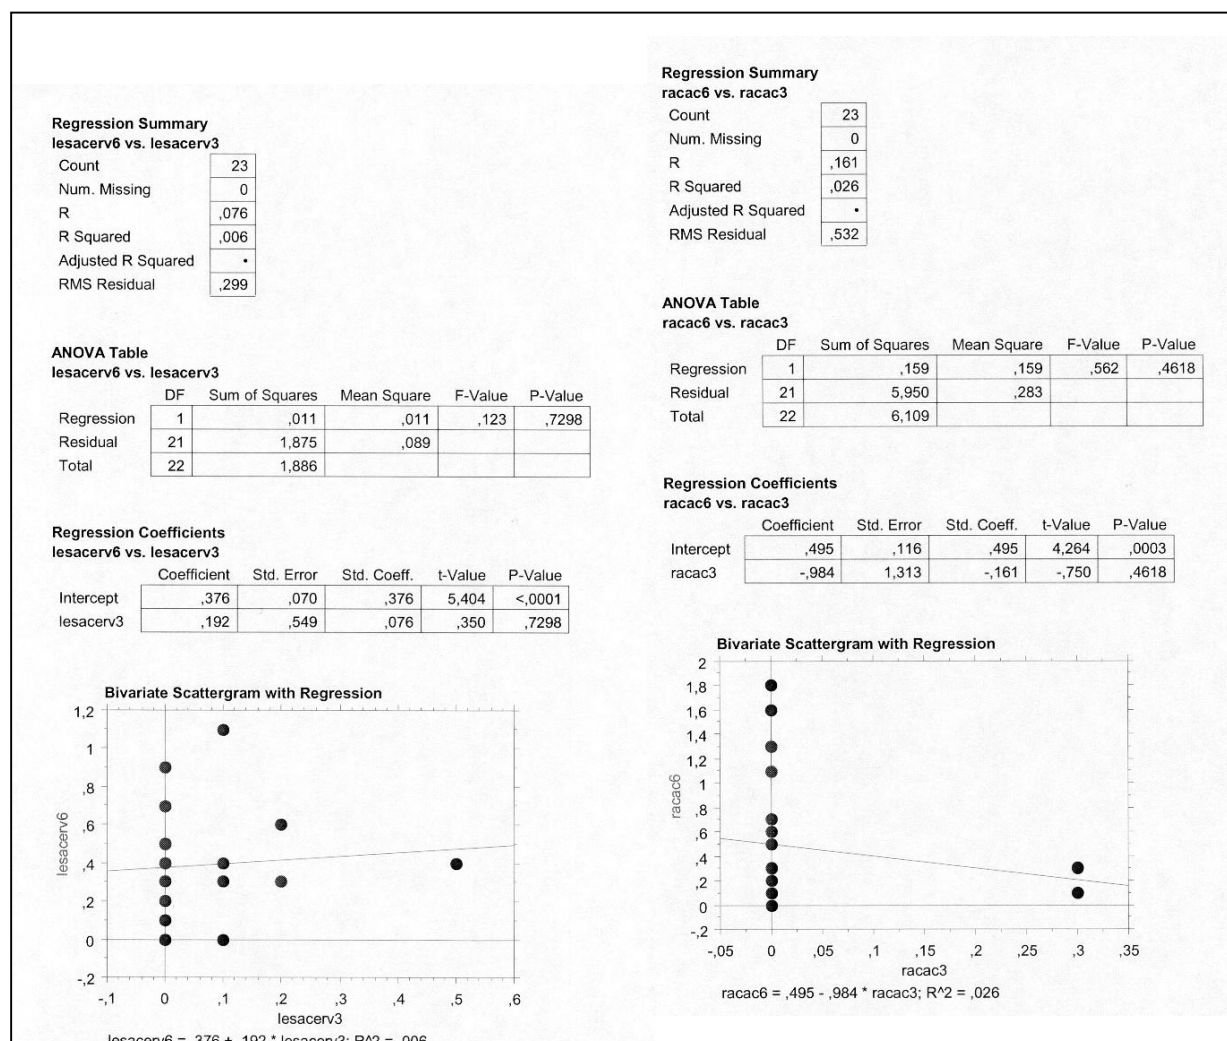 Regression Summary
lesacerv6 vs. lesacerv3
Count 23
Num. Missing 0
R ,076
R Squared ,006
Adjusted R Squared •
RMS Residual ,299
ANOVA Table
lesacerv6 vs. lesacerv3
DF Sum of Squares Mean Square F-Value P-Value
Regression 1 ,011 ,011 ,123 ,7298
Residual 21 1,875 ,089
Total 22 1,886
Regression Coefficients
lesacerv6 vs. lesacerv3
Coefficient Std. Error Std. Coeff. t-Value P-Value
Intercept ,376 ,070 ,376 5,404 <,0001
lesacerv3 ,192 ,549 ,076 ,350 ,7298
Bivariate Scattergram with Regression
1,2
1
,8
,6
,4
,2
0
-,2
lesacerv6
-,1 0 ,1 ,2 ,3 ,4 ,5 ,6
lesacerv3
lesacerv6 = ,376 + ,192 * lesacerv3; R^2 = ,006
Regression Summary
racac6 vs. racac3
Count 23
Num. Missing 0
R ,161
R Squared ,026
Adjusted R Squared •
RMS Residual ,532
ANOVA Table
racac6 vs. racac3
DF Sum of Squares Mean Square F-Value P-Value
Regression 1 ,159 ,159 ,562 ,4618
Residual 21 5,950 ,283
Total 22 6,109
Regression Coefficients
racac6 vs. racac3
Coefficient Std. Error Std. Coeff. t-Value P-Value
Intercept ,495 ,116 ,495 4,264 ,0003
racac3 -,984 1,313 -,161 -,750 ,4618
Bivariate Scattergram with Regression
2
1,8
1,6
1,4
1,2
1
,8
,6
,4
,2
0
-,2
racac6
-,05 0 ,05 ,1 ,15 ,2 ,25 ,3 ,35
racac3
racac6 = ,495 - ,984 * racac3; R^2 = ,026